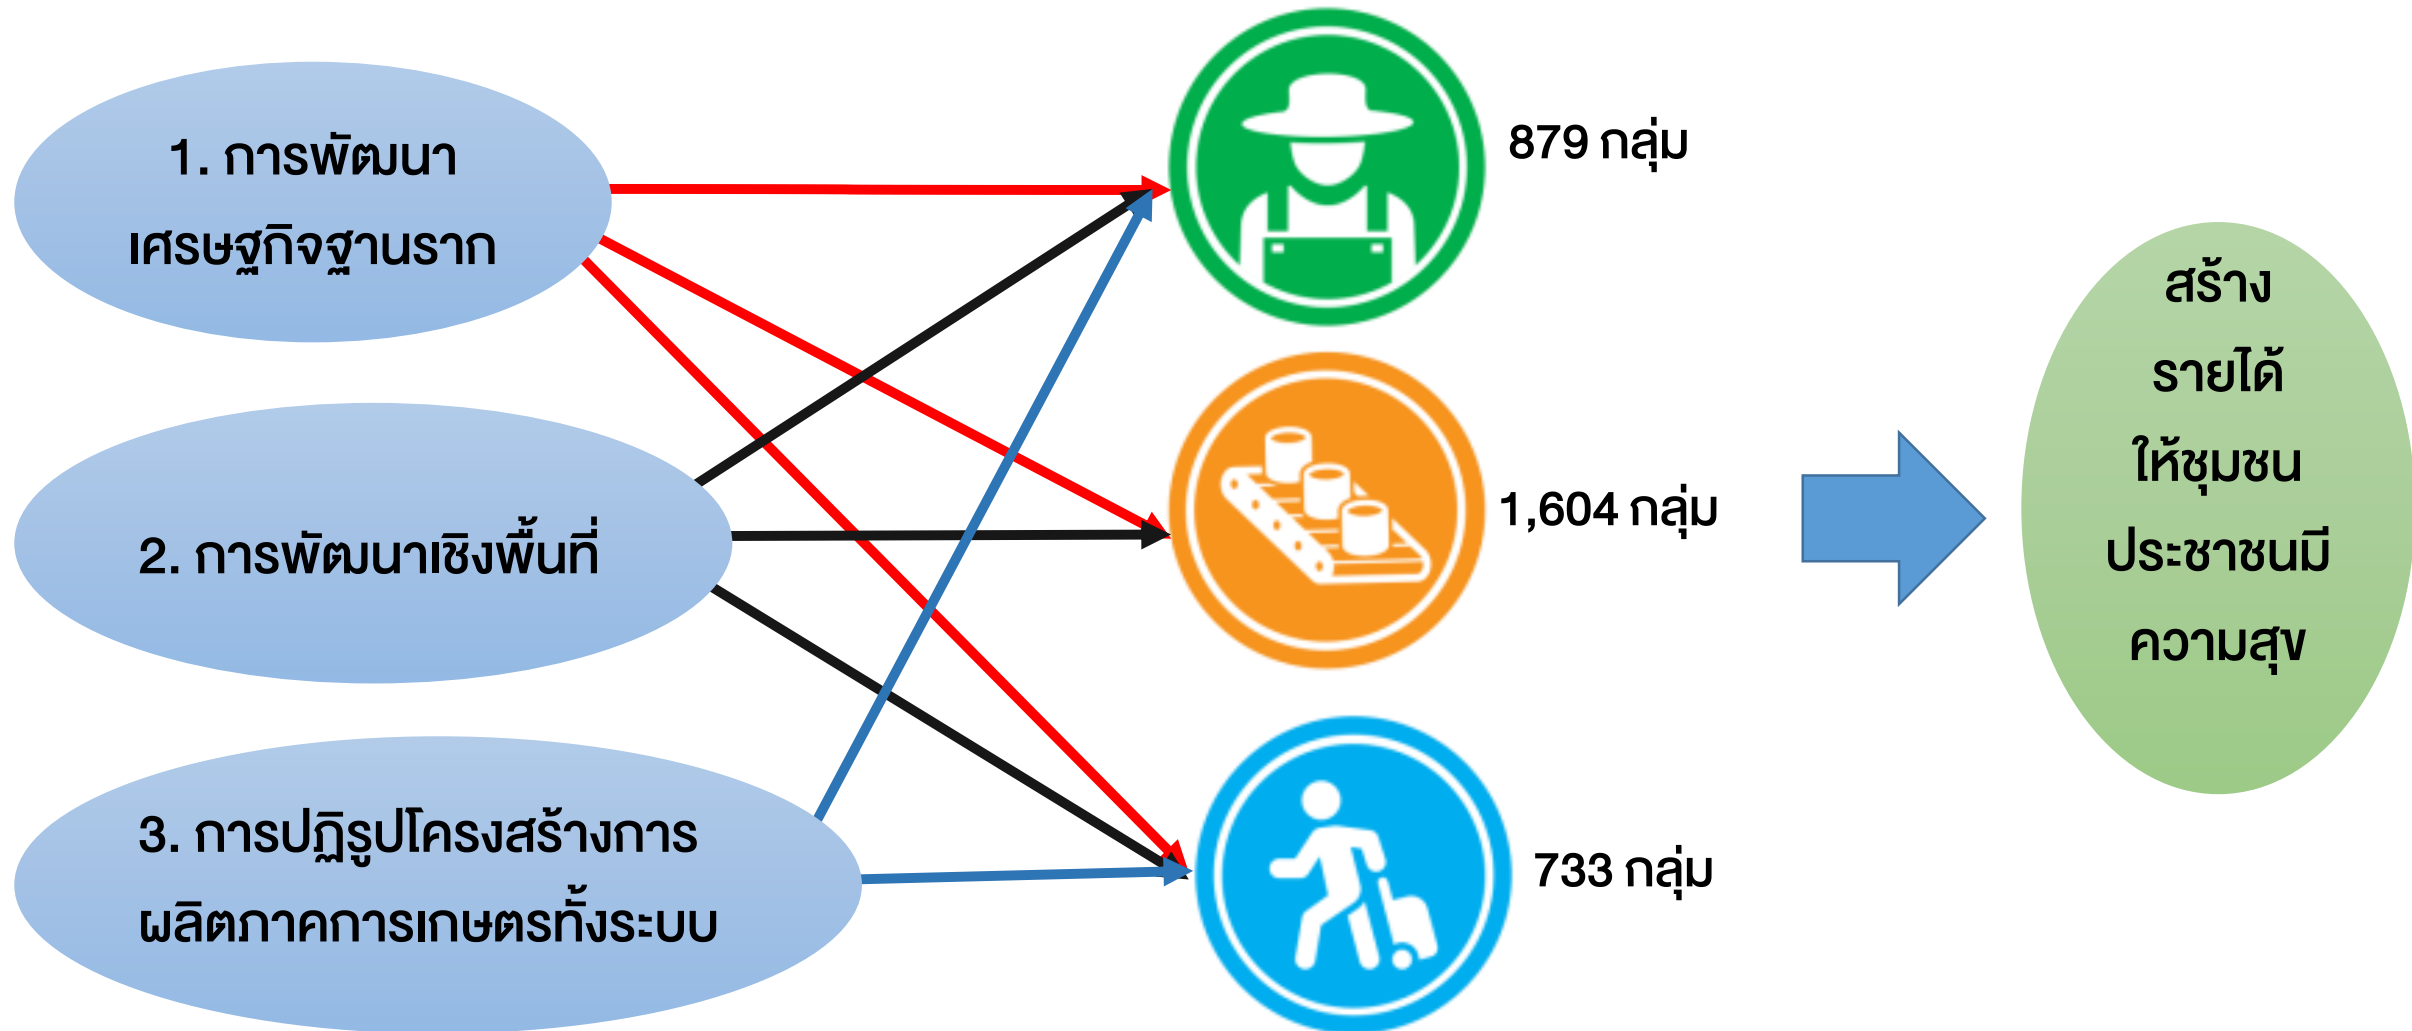 1. การพัฒนา
เศรษฐกิจฐานราก
2. การพัฒนาเชิงพื้นที่
3. การปฏิรูปโครงสร้างการ
ผลิตภาคการเกษตรทั้งระบบ
879 กลุ่ม
1,604 กลุ่ม
733 กลุ่ม
สร้าง
รายได้
ให้ชุมชน
ประชาชนมี
ความสุข